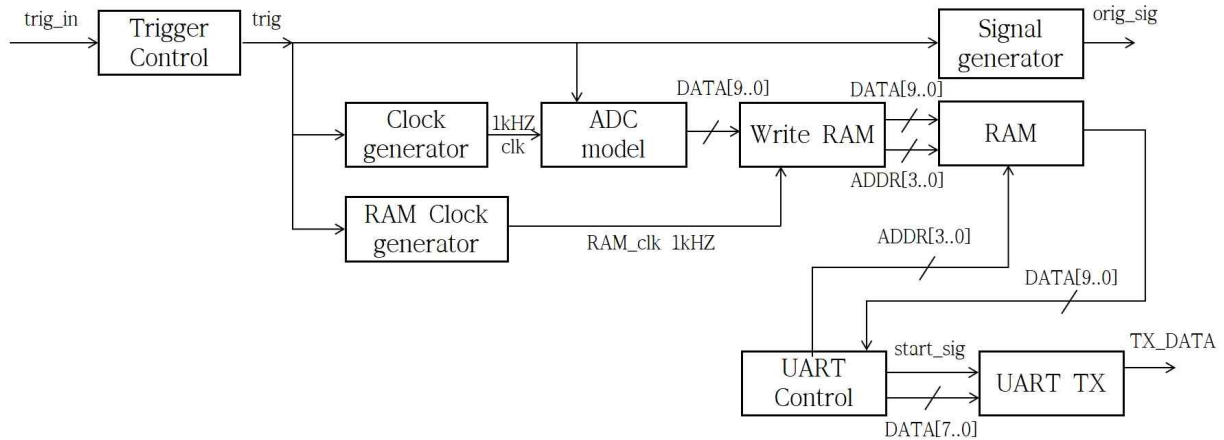 trig_in
Trigger
Control
trig
Signal
generator
orig_sig
Clock
generator
1kHZ
clk
ADC
model
DATA[9..0]
Write RAM
DATA[9..0]
ADDR[3..0]
RAM
RAM Clock
generator
RAM_clk 1kHZ
ADDR[3..0]
DATA[9..0]
UART
Control
start_sig
DATA[7..0]
UART TX
TX_DATA